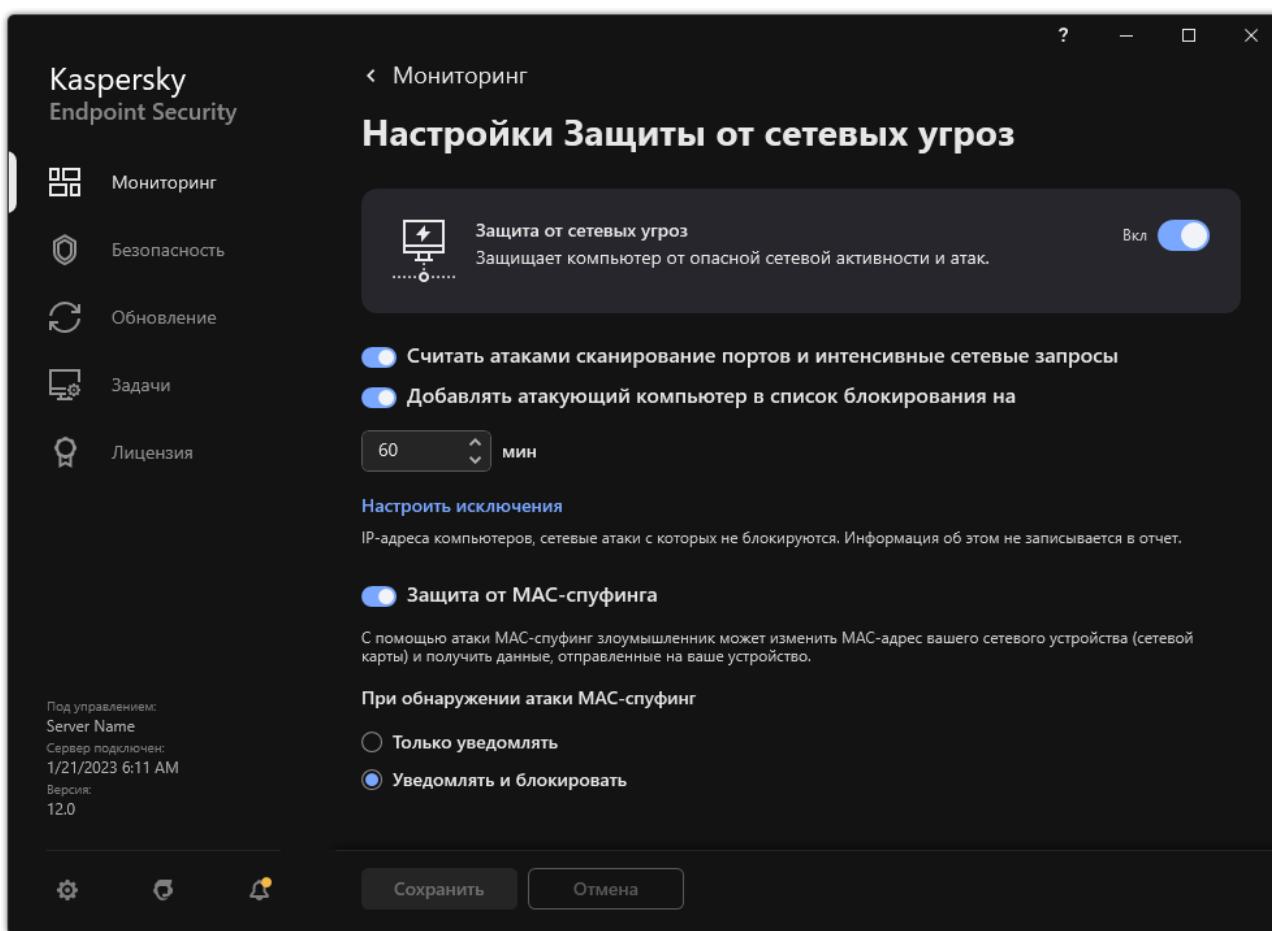 ?
Kaspersky
Endpoint Security
Мониторинг
Безопасность
Обновление
Задачи
Лицензия
Под управлением:
Server Name
Сервер подключен:
1/21/2023 6:11 AM
Версия:
12.0
Мониторинг
Настройки Защиты от сетевых угроз
Защита от сетевых угроз
Защищает компьютер от опасной сетевой активности и атак.
Вкл
Считать атаками сканирование портов и интенсивные сетевые запросы
Добавлять атакующий компьютер в список блокирования на
60 мин
Настроить исключения
IP-адреса компьютеров, сетевые атаки с которых не блокируются. Информация об этом не записывается в отчет.
Защита от MAC-спуфинга
С помощью атаки MAC-спуфинг злоумышленник может изменить MAC-адрес вашего сетевого устройства (сетевой
карты) и получить данные, отправленные на ваше устройство.
При обнаружении атаки MAC-спуфинг
Только уведомлять
Уведомлять и блокировать
Сохранить
Отмена